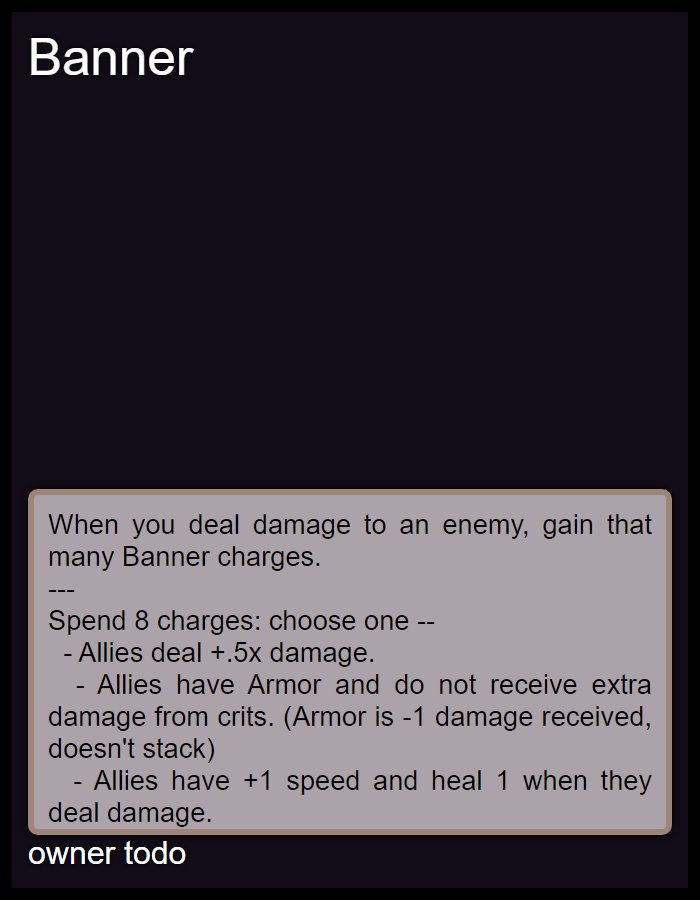 Banner
When you deal damage to an enemy, gain that
many Banner charges.
---
Spend 8 charges: choose one --
- Allies deal +.5x damage.
- Allies have Armor and do not receive extra
damage from crits. (Armor is -1 damage received,
doesn't stack)
- Allies have +1 speed and heal 1 when they
deal damage.
owner todo